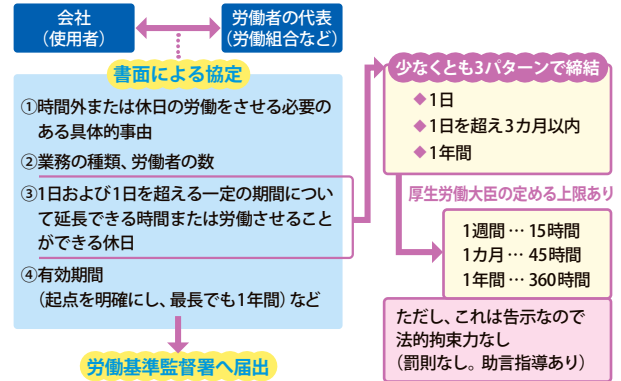 会社
(使用者)
労働者の代表
(労働組合など)
書面による協定
①時間外または休日の労働をさせる必要の
ある具体的事由
②業務の種類、労働者の数
③1日および1日を超える一定の期間につい
て延長できる時間または労働させること
ができる休日
④有効期間
(起点を明確にし、最長でも1年間)など
労働基準監督署へ届出
少なくとも3パターンで締結
◆1日
◆1日を超え3カ月以内
◆1年間
厚生労働大臣の定める上限あり
1週間… 15時間
1カ月… 45時間
1年間… 360時間
ただし、これは告示なので
法的拘束力なし
(罰則なし。助言指導あり)